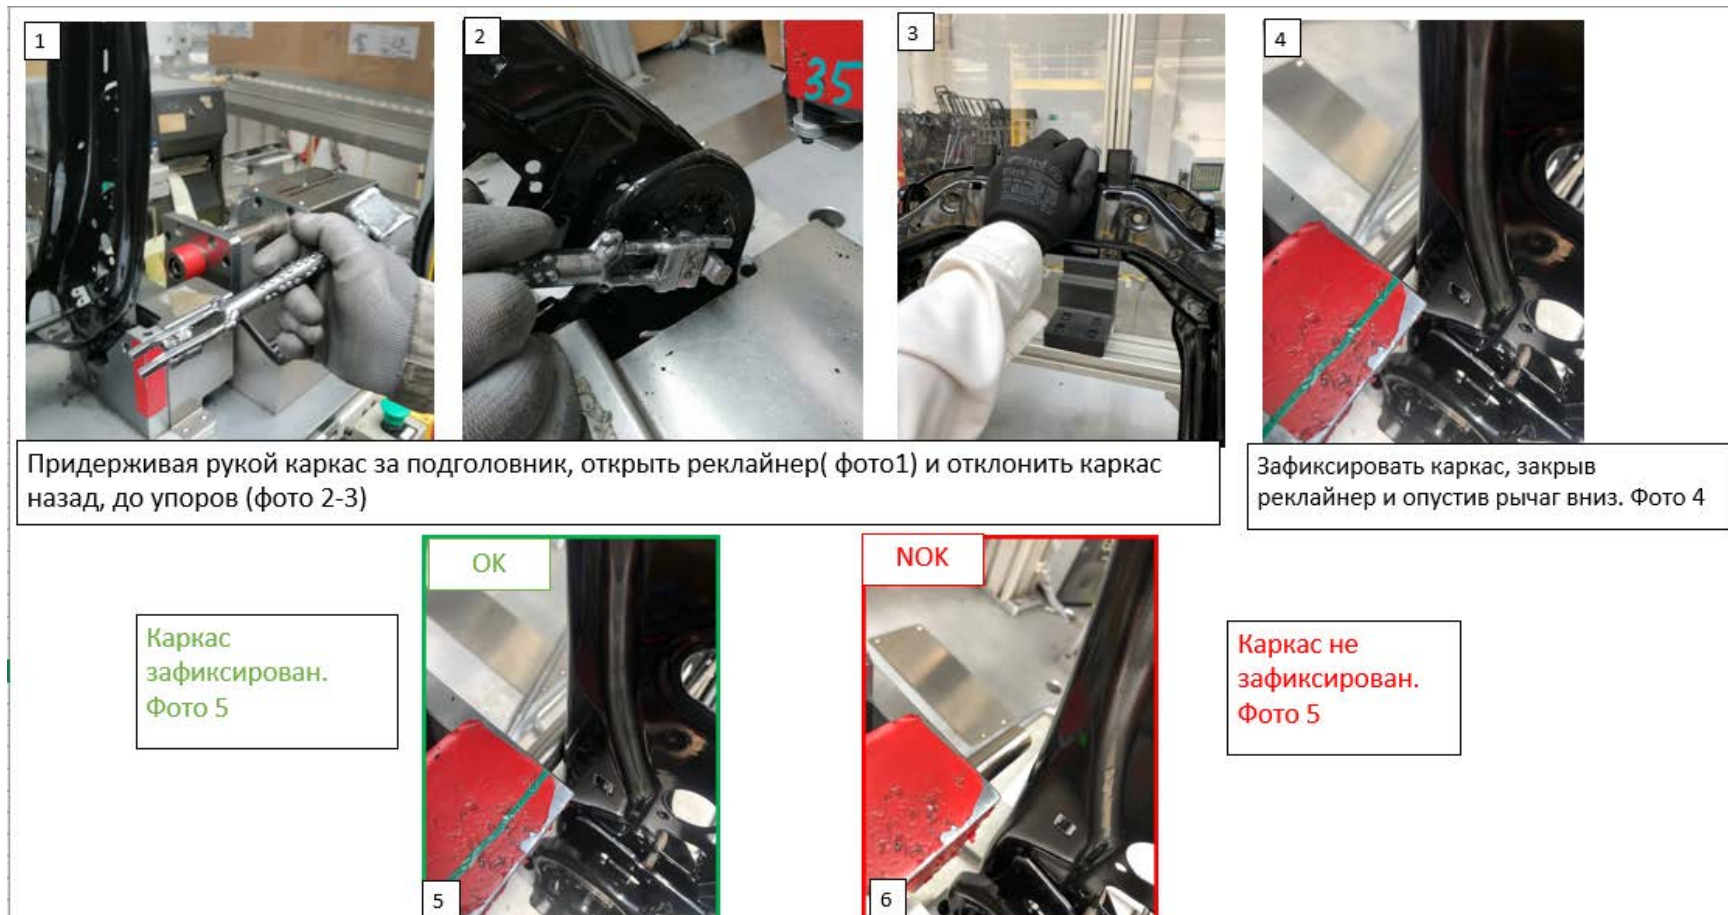 1
2
3
4
35
Придерживая рукой каркас за подголовник, открыть реклайнер( фото1) и отклонить каркас
назад, до упоров (фото 2-3)
Зафиксировать каркас, закрыв
реклайнер и опустив рычаг вниз. Фото 4
OK
NOK
Каркас
зафиксирован.
Фото 5
Каркас не
зафиксирован.
Фото 5
5
6